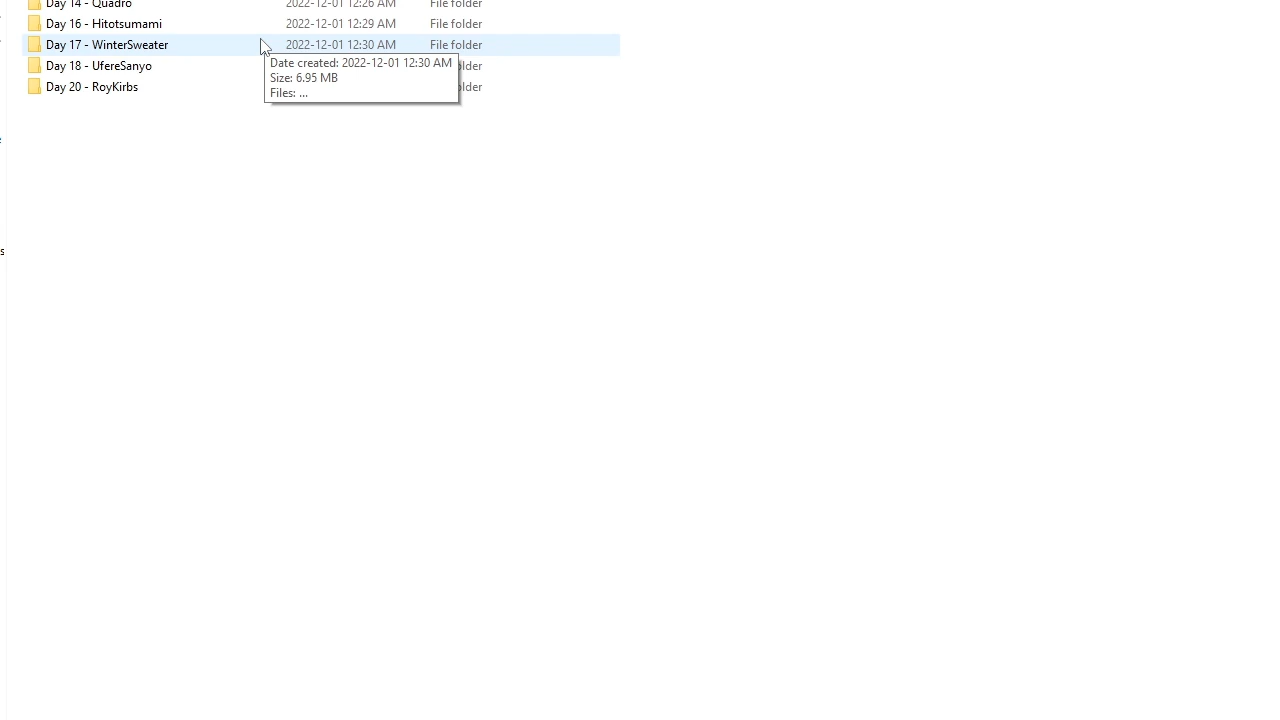 Day 14 - Quadro 2022-12-01 12:26 AM File folder
Day 16 - Hitotsumami 2022-12-01 12:29 AM File folder
Day 17 - WinterSweater 2022-12-01 12:30 AM File folder
Day 18 - UfereSanyo older
Day 20 - RoyKirbs older
Date created: 2022-12-01 12:30 AM
Size: 6.95 MB
Files: ...
s